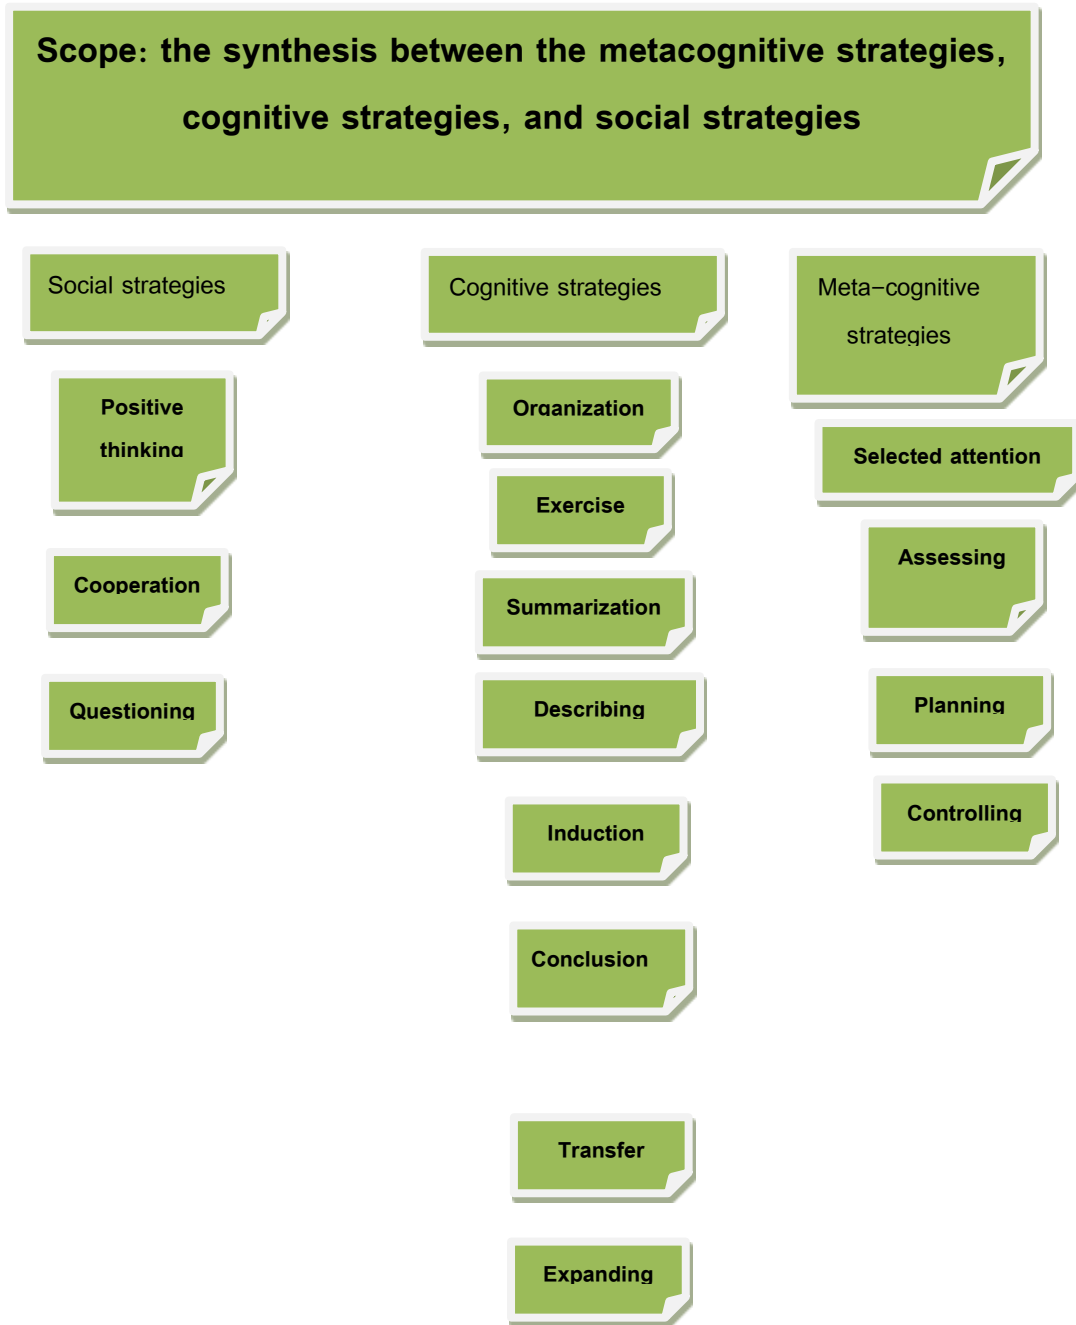 Scope: the synthesis between the metacognitive strategies,
cognitive strategies, and social strategies
Social strategies
Positive
thinking
Cooperation
Questioning
Cognitive strategies
Organization
Exercise
Summarization
Describing
Induction
Conclusion
Transfer
Expanding
Meta-cognitive
strategies
Selected attention
Assessing
Planning
Controlling